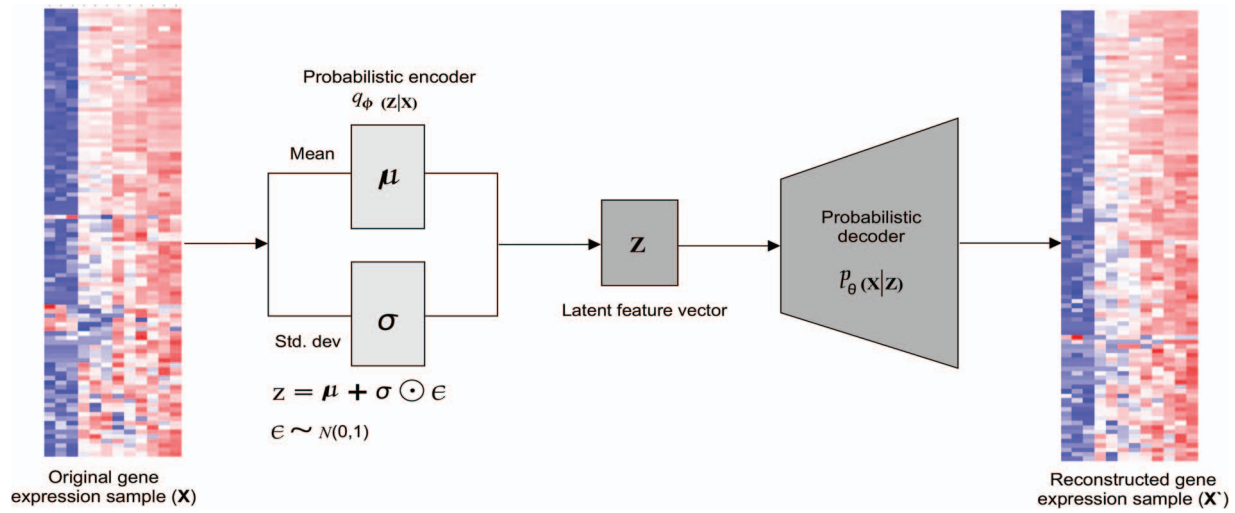 Probabilistic encoder
qϕ (Z|X)
Mean
μ
σ
Std. dev
z = μ + σ ⊙ ϵ
ϵ ∼ N(0,1)
Z
Latent feature vector
Probabilistic
decoder
pθ (X|Z)
Original gene
expression sample (X)
Reconstructed gene
expression sample (X`)